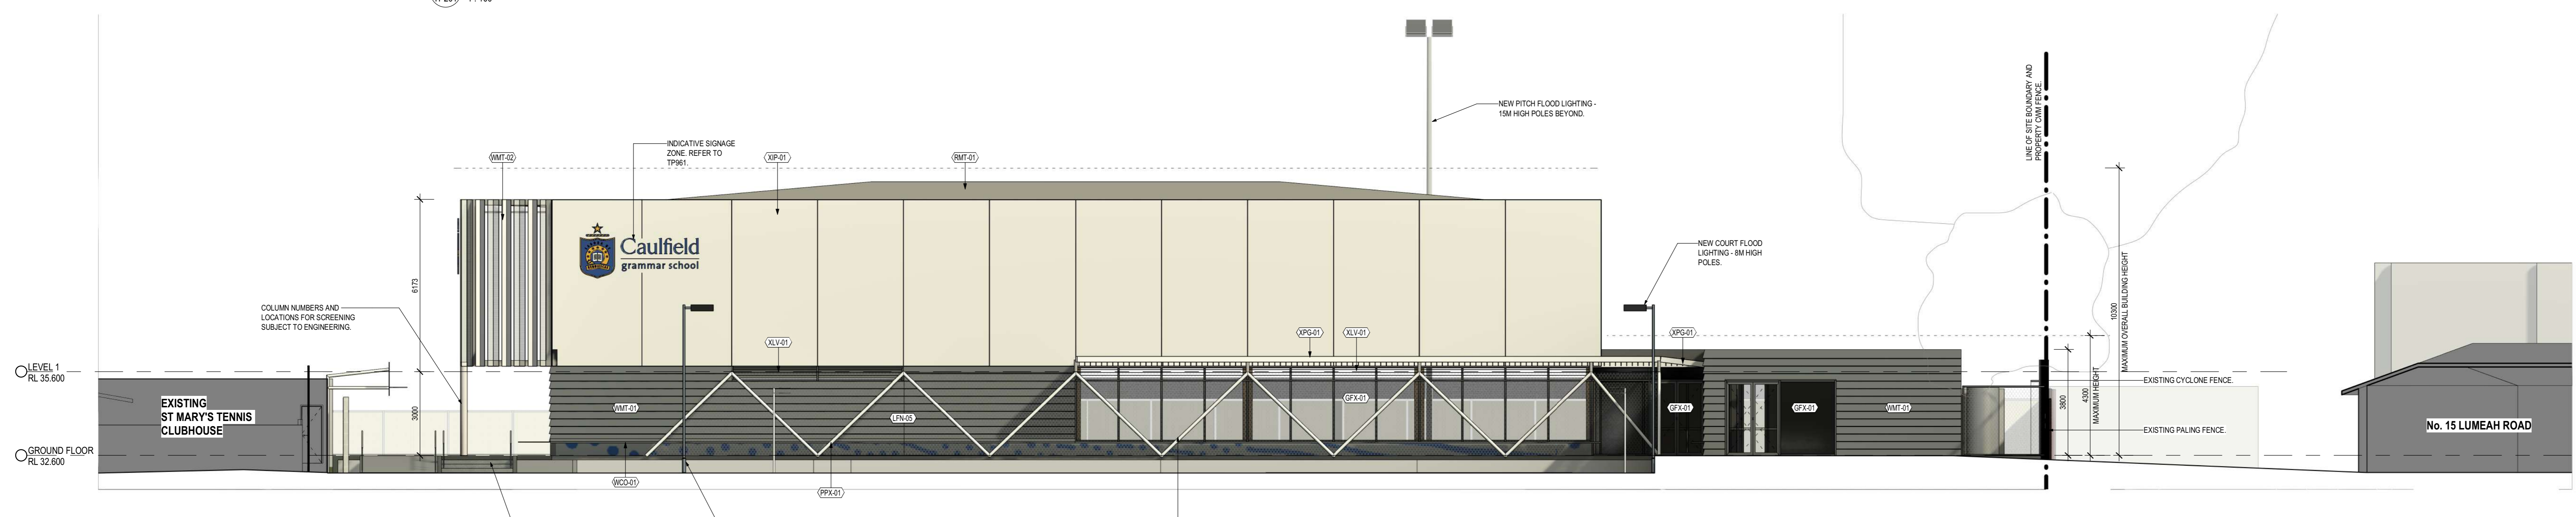 NEW PITCH FLOOD LIGHTING -
15M HIGH POLES BEYOND.
LINE OF SITE BOUNDARY AND
PROPERTY CWM FENCE.
INDICATIVE SIGNAGE
ZONE. REFER TO
TP961.
WMT-02
XIP-01
RMT-01
Caulfield
grammar school
NEW COURT FLOOD
LIGHTING - 8M HIGH
POLES.
6173
10300
MAXIMUM OVERALL BUILDING HEIGHT
COLUMN NUMBERS AND
LOCATIONS FOR SCREENING
SUBJECT TO ENGINEERING.
XLV-01
XPG-01
XLV-01
XPG-01
LEVEL 1
RL 35.600
EXISTING CYCLONE FENCE.
EXISTING
ST MARY'S TENNIS
CLUBHOUSE
3000
WMT-01
LFN-05
GFX-01
GFX-01
GFX-01
WMT-01
3800
4300
MAXIMUM HEIGHT
EXISTING PALING FENCE.
No. 15 LUMEAH ROAD
GROUND FLOOR
RL 32.600
WCO-01
PPX-01